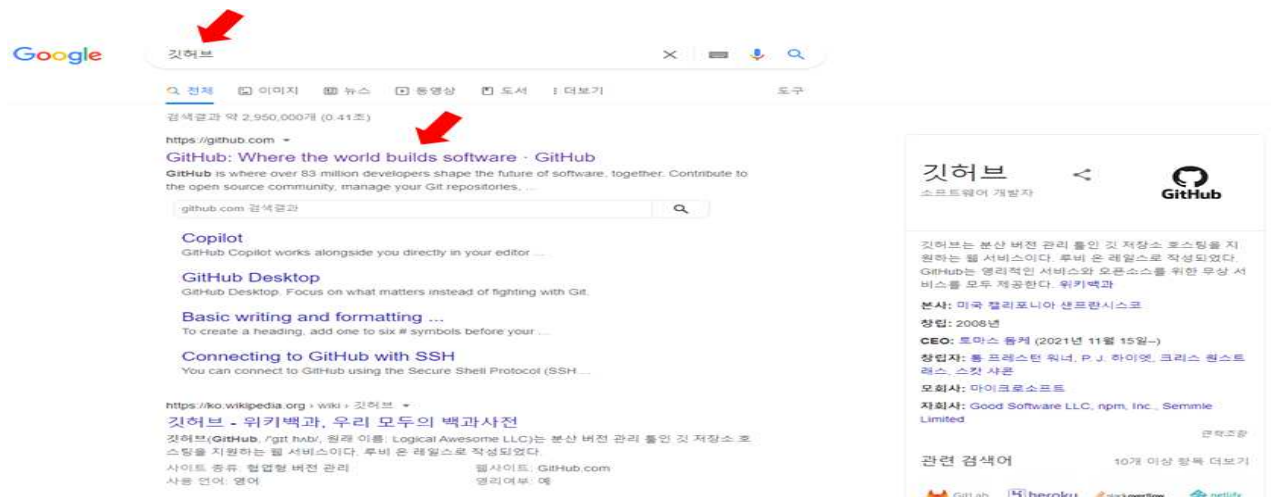 Google
깃허브
전체 이미지 뉴스 동영상 도서 더보기 도구
검색결과 약 2,950,000개 (0.41초)
https://github.com
GitHub: Where the world builds software · GitHub
GitHub is where over 83 million developers shape the future of software, together. Contribute to
the open source community, manage your Git repositories, ...
github.com 검색결과
Copilot
GitHub Copilot works alongside you directly in your editor ...
GitHub Desktop
GitHub Desktop. Focus on what matters instead of fighting with Git.
Basic writing and formatting ...
To create a heading, add one to six # symbols before your ...
Connecting to GitHub with SSH
You can connect to GitHub using the Secure Shell Protocol (SSH ...
https://ko.wikipedia.org › wiki › 깃허브
깃허브 - 위키백과, 우리 모두의 백과사전
깃허브(GitHub, /ˈɡɪt hʌb/, 원래 이름: Logical Awesome LLC)는 분산 버전 관리 툴인 깃 저장소 호
스팅을 지원하는 웹 서비스이다. 루비 온 레일스로 작성되었다.
사이트 종류: 협업형 버전 관리 웹사이트: GitHub.com
사용 언어: 영어 영리여부: 예
깃허브
소프트웨어 개발자
GitHub
깃허브는 분산 버전 관리 툴인 깃 저장소 호스팅을 지
원하는 웹 서비스이다. 루비 온 레일스로 작성되었다.
GitHub는 영리적인 서비스와 오픈소스를 위한 무상 서
비스를 모두 제공한다. 위키백과
본사: 미국 캘리포니아 샌프란시스코
창립: 2008년
CEO: 토마스 돔케 (2021년 11월 15일–)
창립자: 톰 프레스턴 워너, P. J. 하이엇, 크리스 원스트
래스, 스캇 샤콘
모회사: 마이크로소프트
자회사: Good Software LLC, npm, Inc., Semmle
Limited
관련 검색어 10개 이상 항목 더보기
GitLab heroku stackoverflow netlify